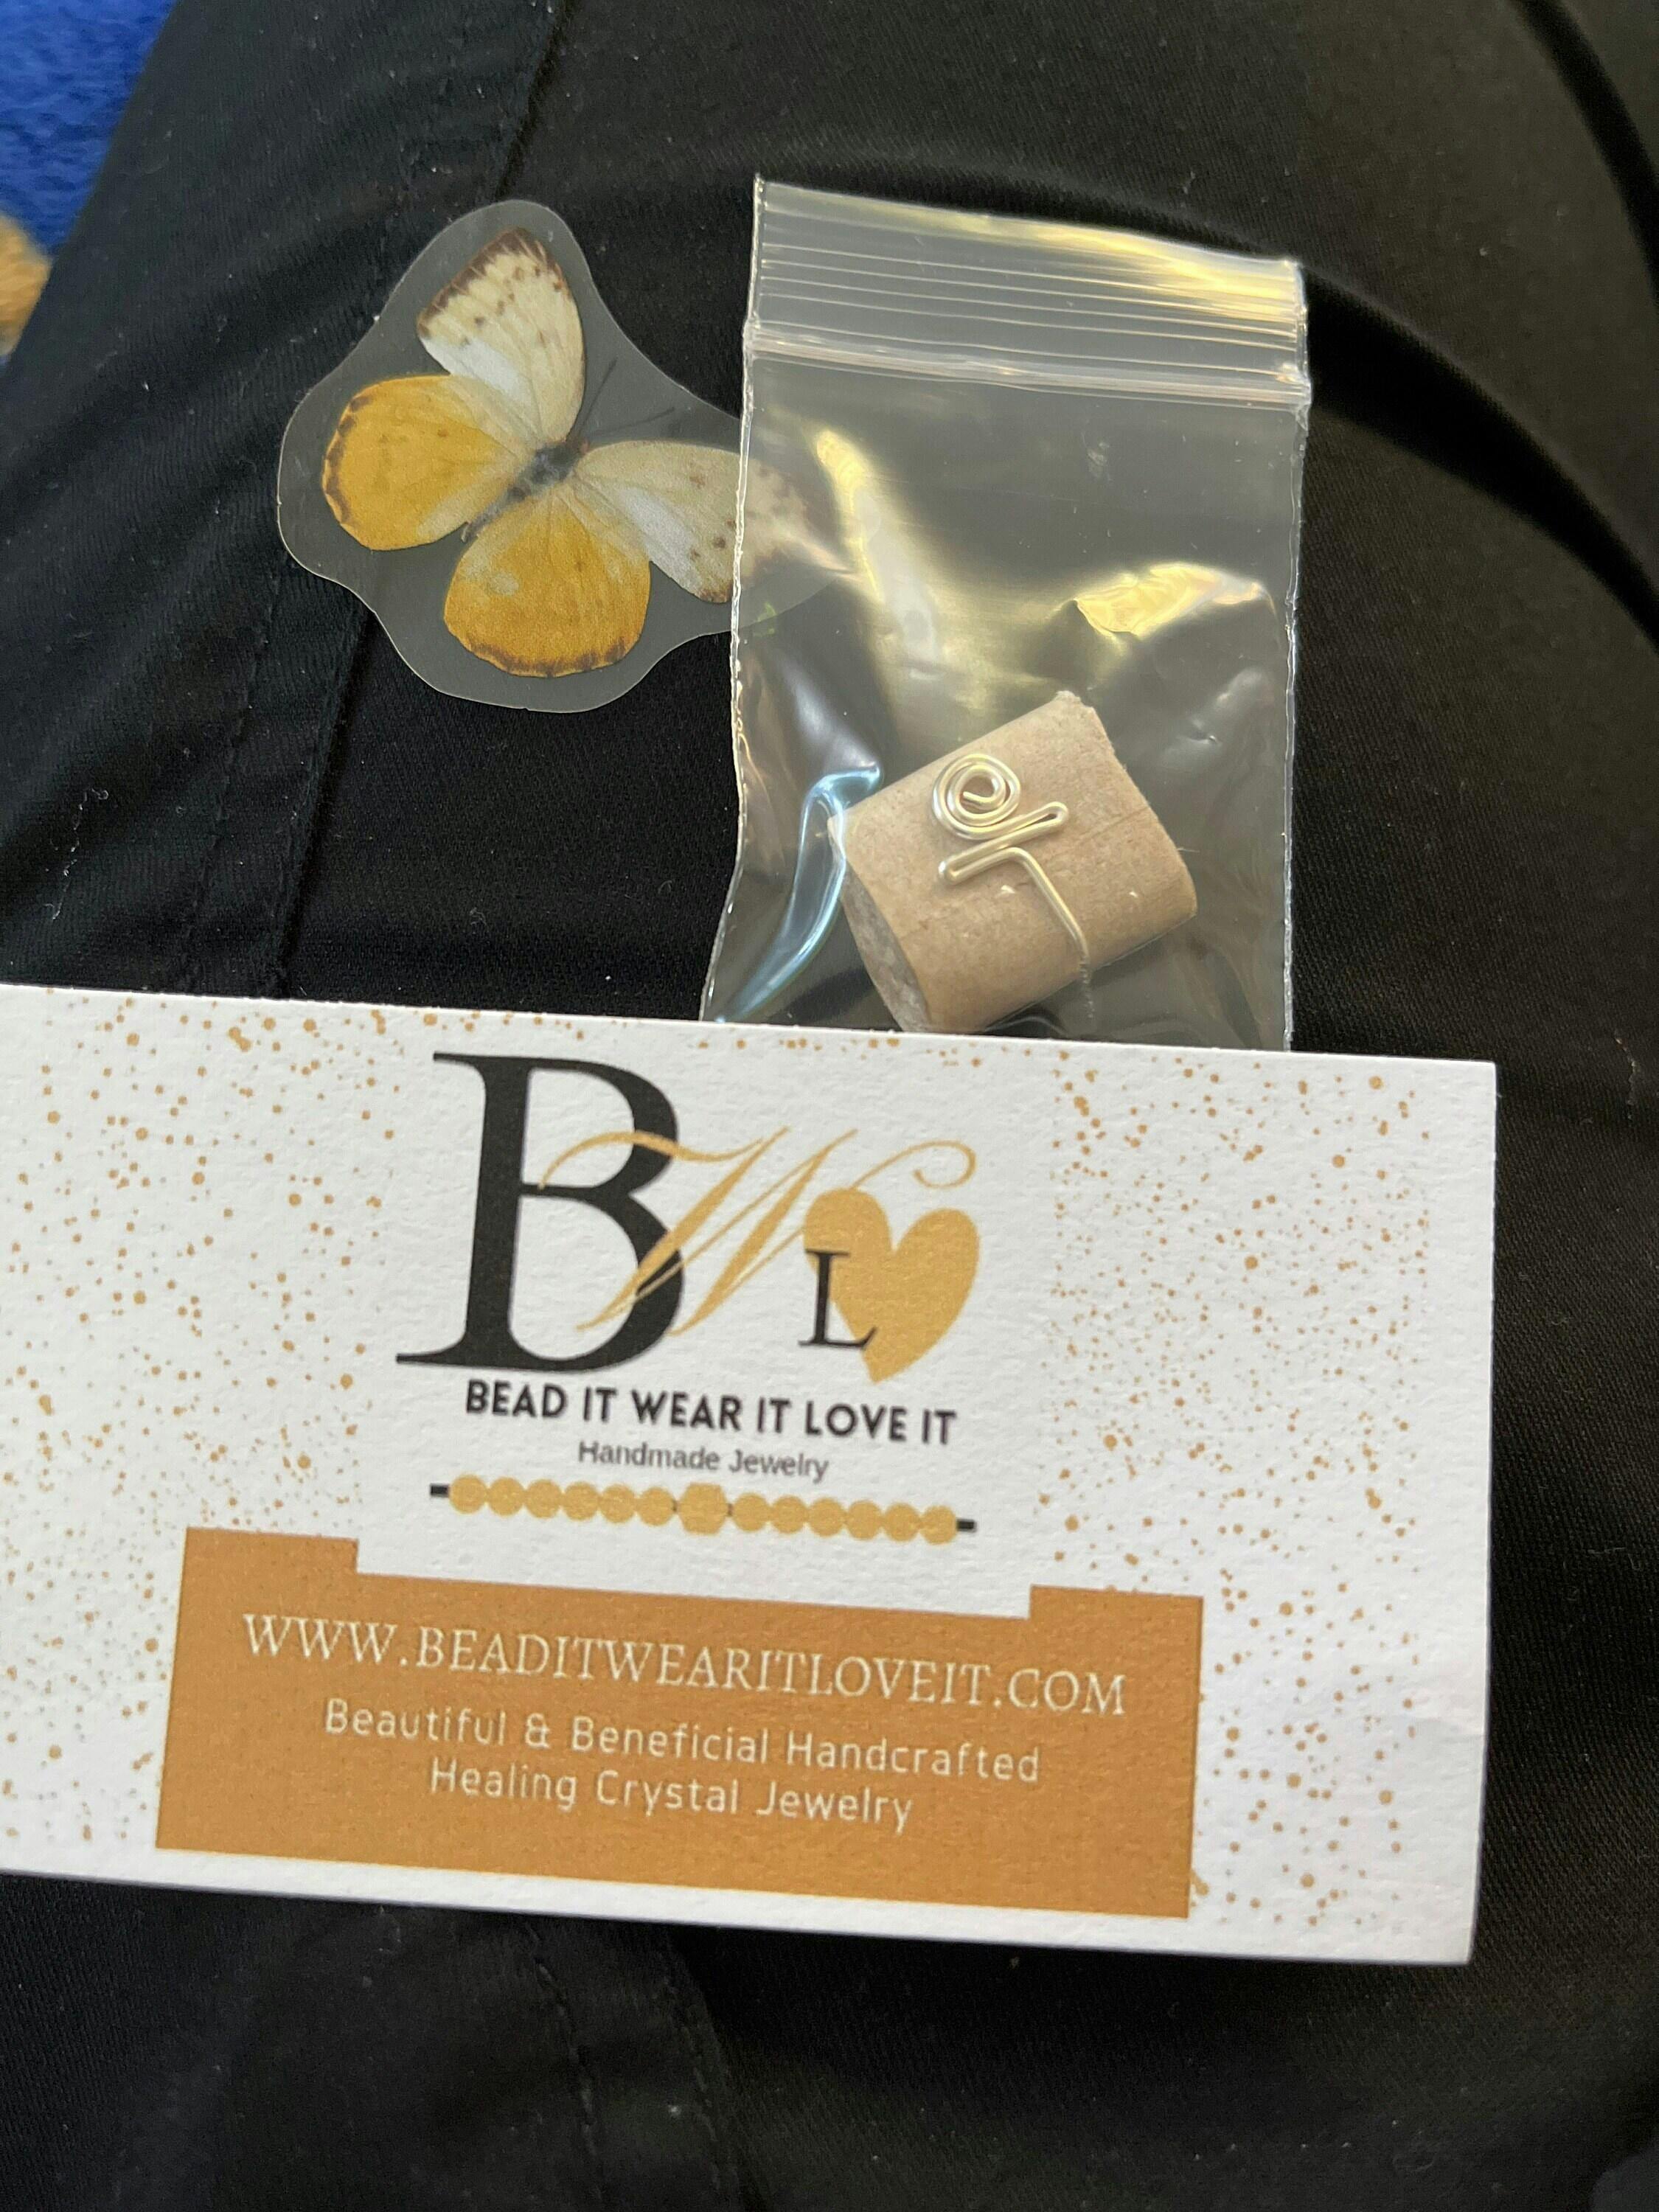 B W L
BEAD IT WEAR IT LOVE IT
Handmade Jewelry
WWW.BEADITWEARITLOVEIT.COM
Beautiful & Beneficial Handcrafted
Healing Crystal Jewelry